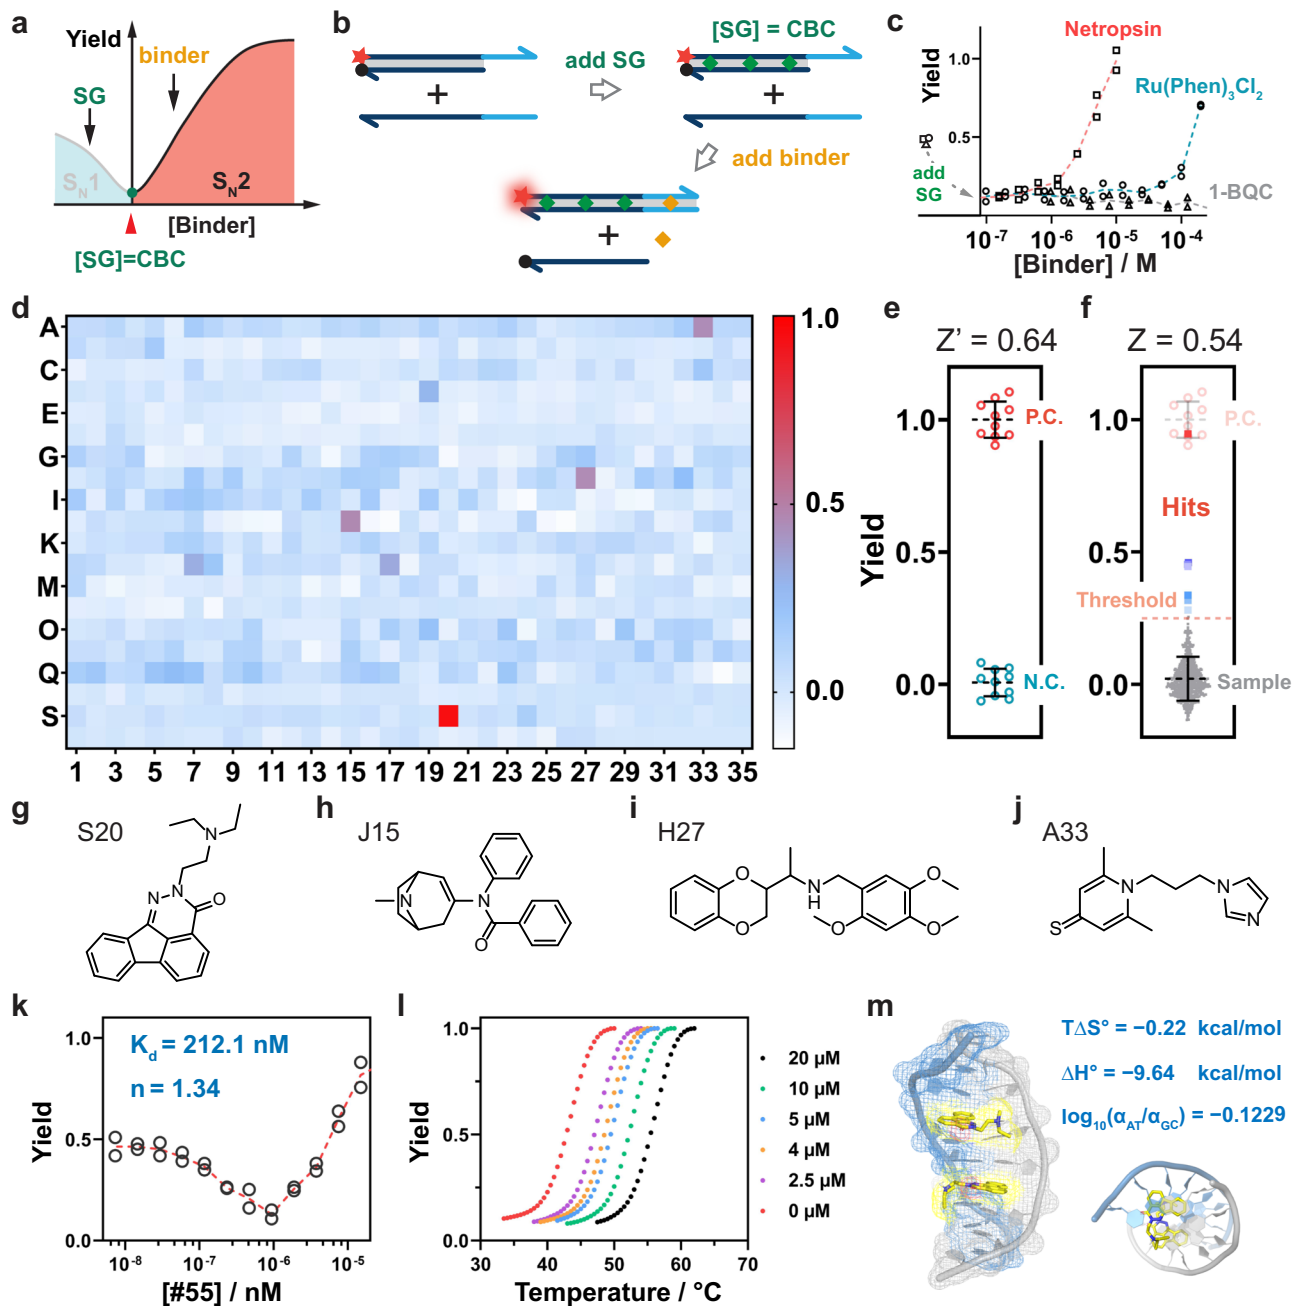 a
Yield
binder
SG
S_N1
S_N2
[Binder]
[SG]=CBC
b
add SG
[SG] = CBC
+
+
add binder
+
c
Yield
1.0
0.5
add
SG
Netropsin
Ru(Phen)₃Cl₂
1-BQC
10⁻⁷ 10⁻⁶ 10⁻⁵ 10⁻⁴
[Binder] / M
d
A
C
E
G
I
K
M
O
Q
S
1 3 5 7 9 11 13 15 17 19 21 23 25 27 29 31 33 35
1.0
0.5
0.0
e
Z' = 0.64
Yield
1.0
0.5
0.0
P.C.
N.C.
f
Z = 0.54
1.0
0.5
0.0
P.C.
Hits
Threshold
Sample
g
S20
N
N
N
O
h
J15
N
N
O
i
H27
O
O
N
H
O
O
O
j
A33
S
N
N
N
k
Yield
1.0
0.5
0.0
K_d = 212.1 nM
n = 1.34
10⁻⁸ 10⁻⁷ 10⁻⁶ 10⁻⁵
[#55] / nM
l
Yield
1.0
0.5
0.0
30 40 50 60 70
Temperature / °C
20 μM
10 μM
5 μM
4 μM
2.5 μM
0 μM
m
TΔS° = −0.22 kcal/mol
ΔH° = −9.64 kcal/mol
log₁₀(α_AT/α_GC) = −0.1229